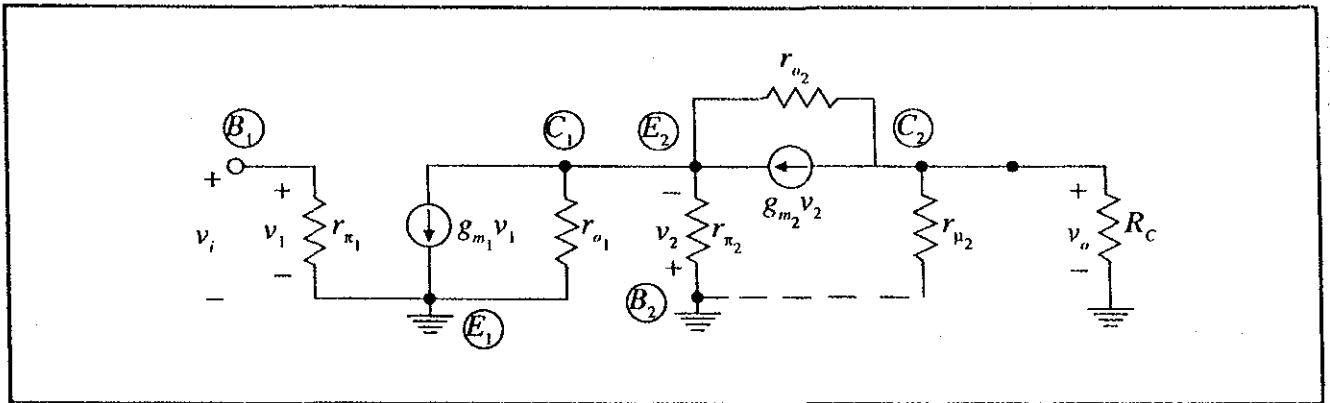 r_{o_2}
B_1
C_1
E_2
C_2
+
v_i
−
+
v_1
−
r_{π_1}
g_{m_1} v_1
r_{o_1}
−
v_2
+
r_{π_2}
g_{m_2} v_2
r_{μ_2}
+
v_o
−
R_C
B_2
E_1